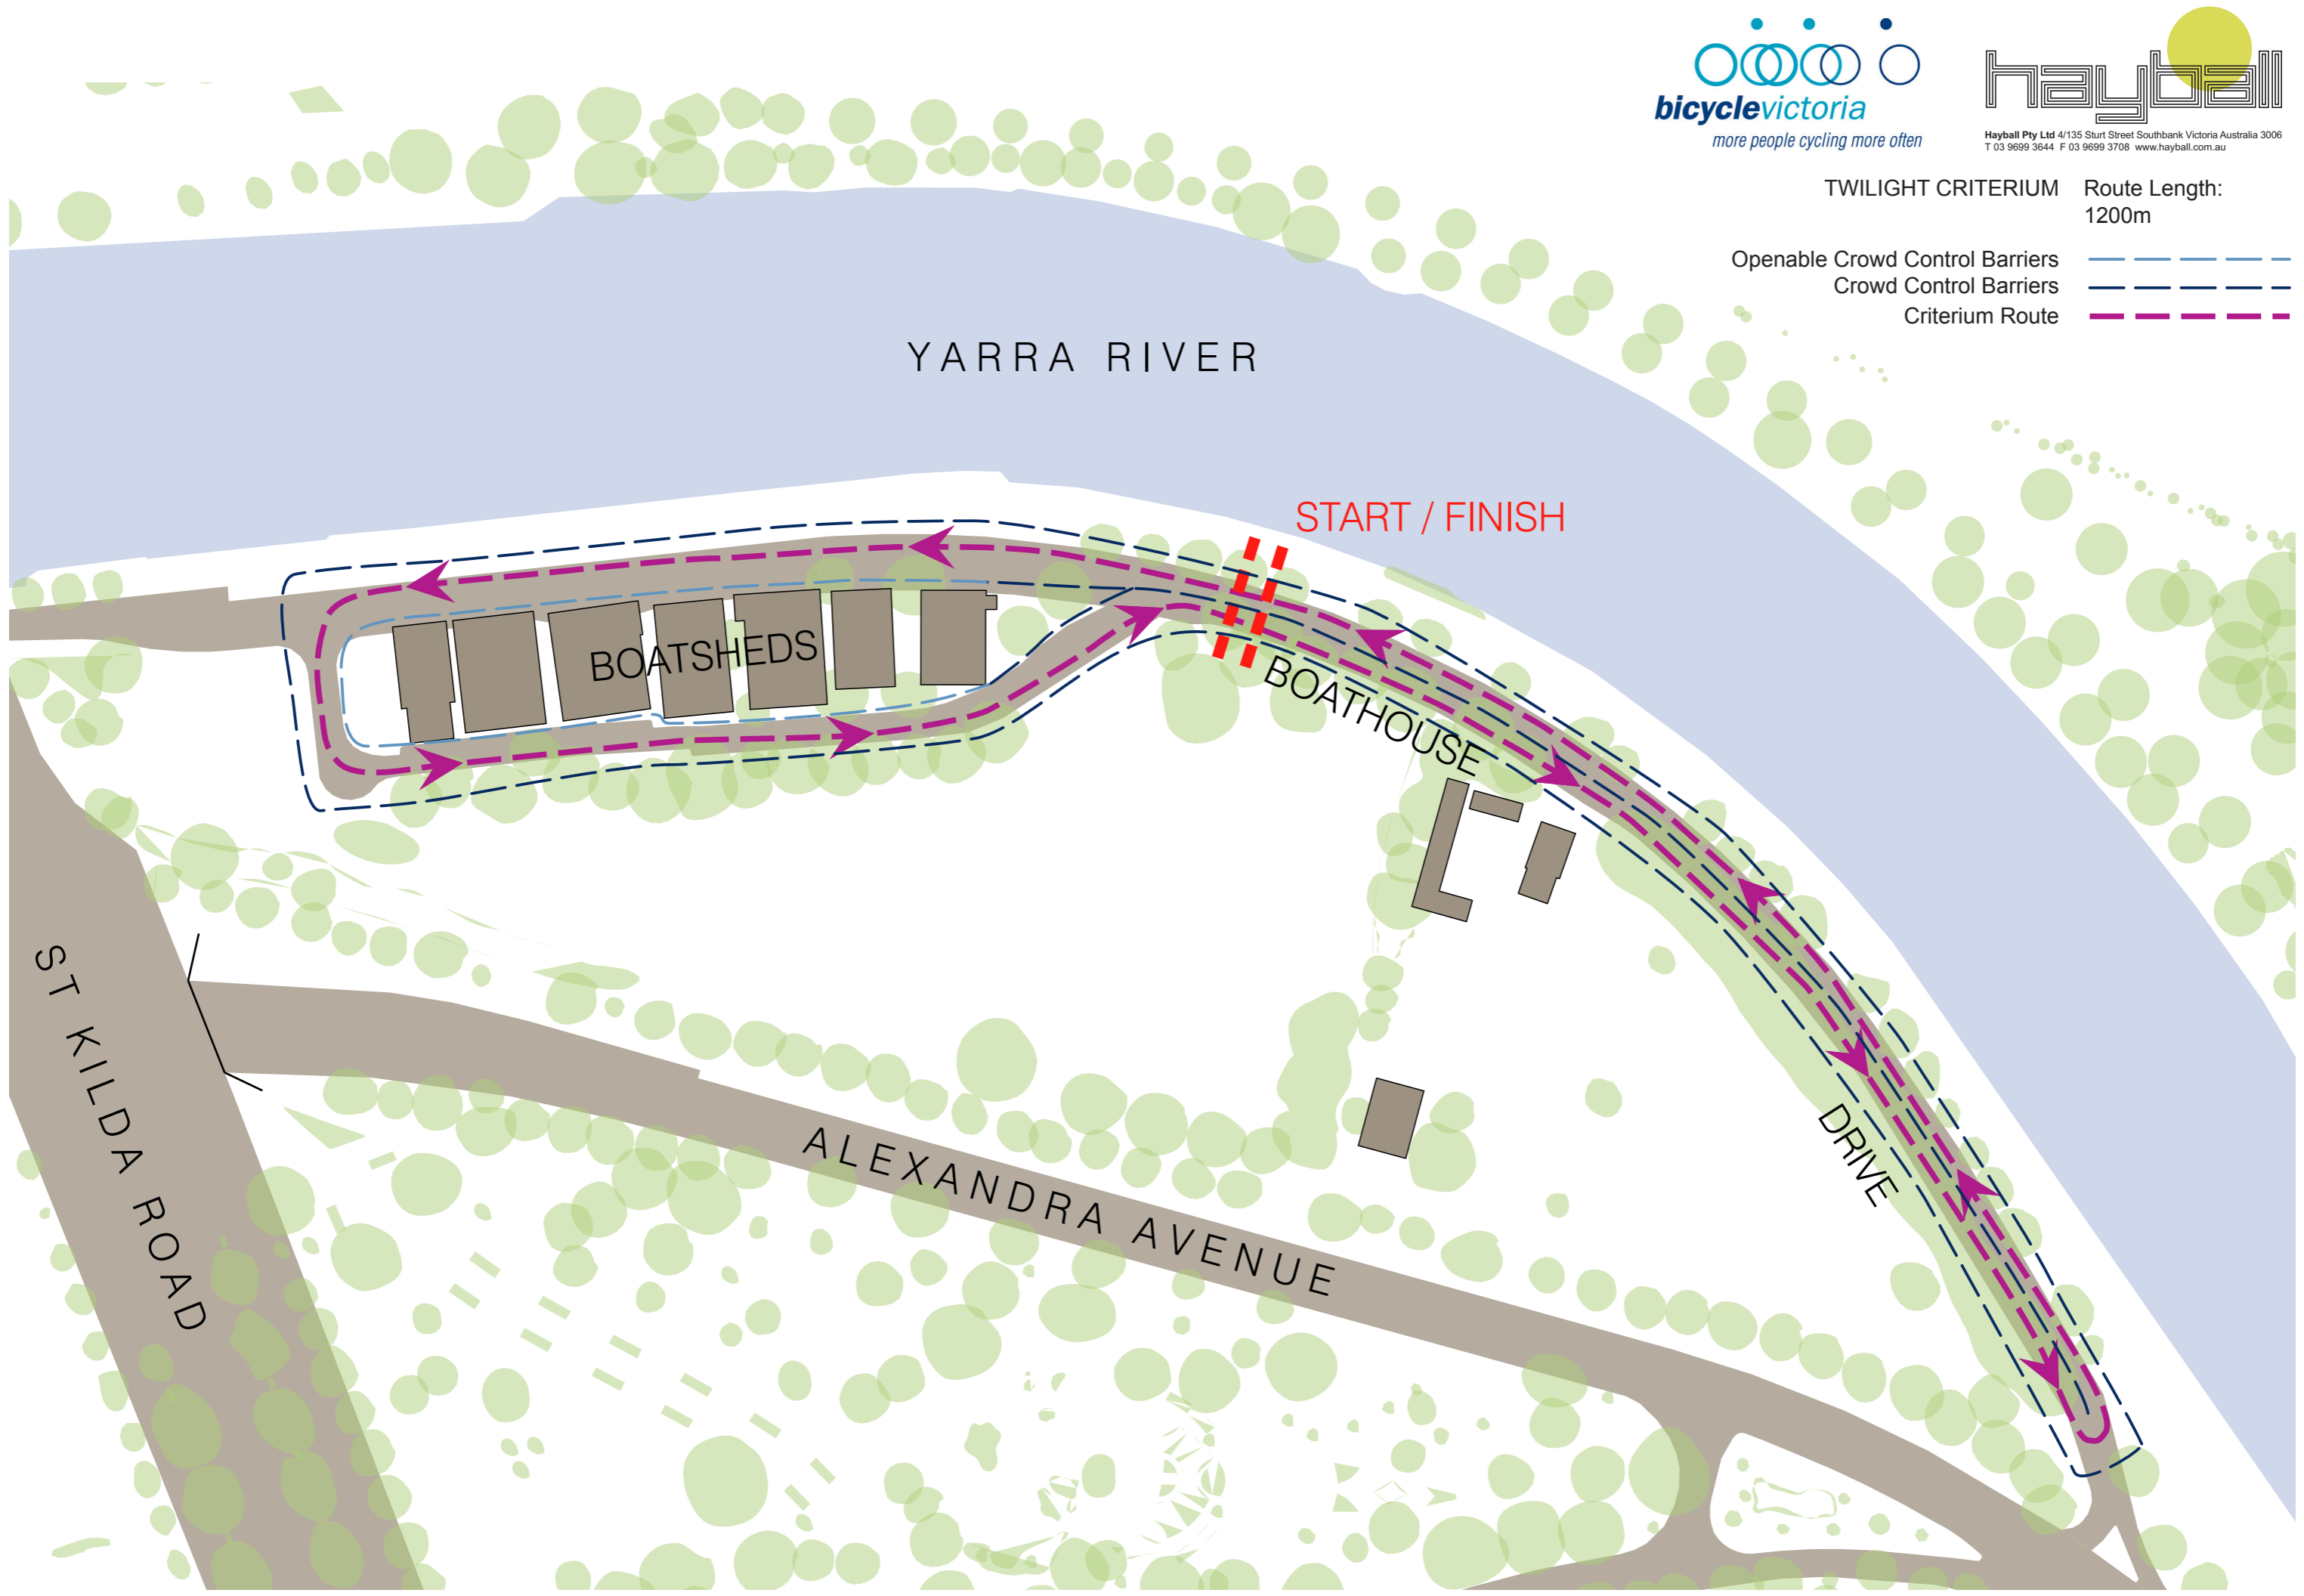 bicyclevictoria
more people cycling more often
hayball
Hayball Pty Ltd 4/135 Sturt Street Southbank Victoria Australia 3006
T 03 9699 3644 F 03 9699 3708 www.hayball.com.au
TWILIGHT CRITERIUM Route Length:
1200m
Openable Crowd Control Barriers
Crowd Control Barriers
Criterium Route
YARRA RIVER
START / FINISH
BOATSHEDS
BOATHOUSE
DRIVE
ST KILDA ROAD
ALEXANDRA AVENUE